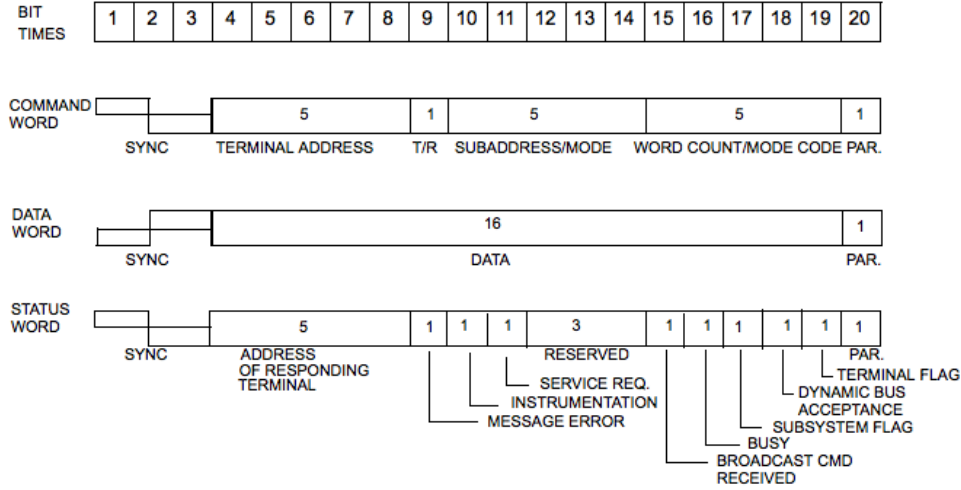 BIT
TIMES
1 2 3 4 5 6 7 8 9 10 11 12 13 14 15 16 17 18 19 20
COMMAND
WORD
5 1 5 5 1
SYNC TERMINAL ADDRESS T/R SUBADDRESS/MODE WORD COUNT/MODE CODE PAR.
DATA
WORD
16 1
SYNC DATA PAR.
STATUS
WORD
5 1 1 1 3 1 1 1 1 1 1
SYNC ADDRESS RESERVED PAR.
OF RESPONDING
TERMINAL
TERMINAL FLAG
SERVICE REQ.
DYNAMIC BUS
ACCEPTANCE
INSTRUMENTATION
MESSAGE ERROR
SUBSYSTEM FLAG
BUSY
BROADCAST CMD
RECEIVED